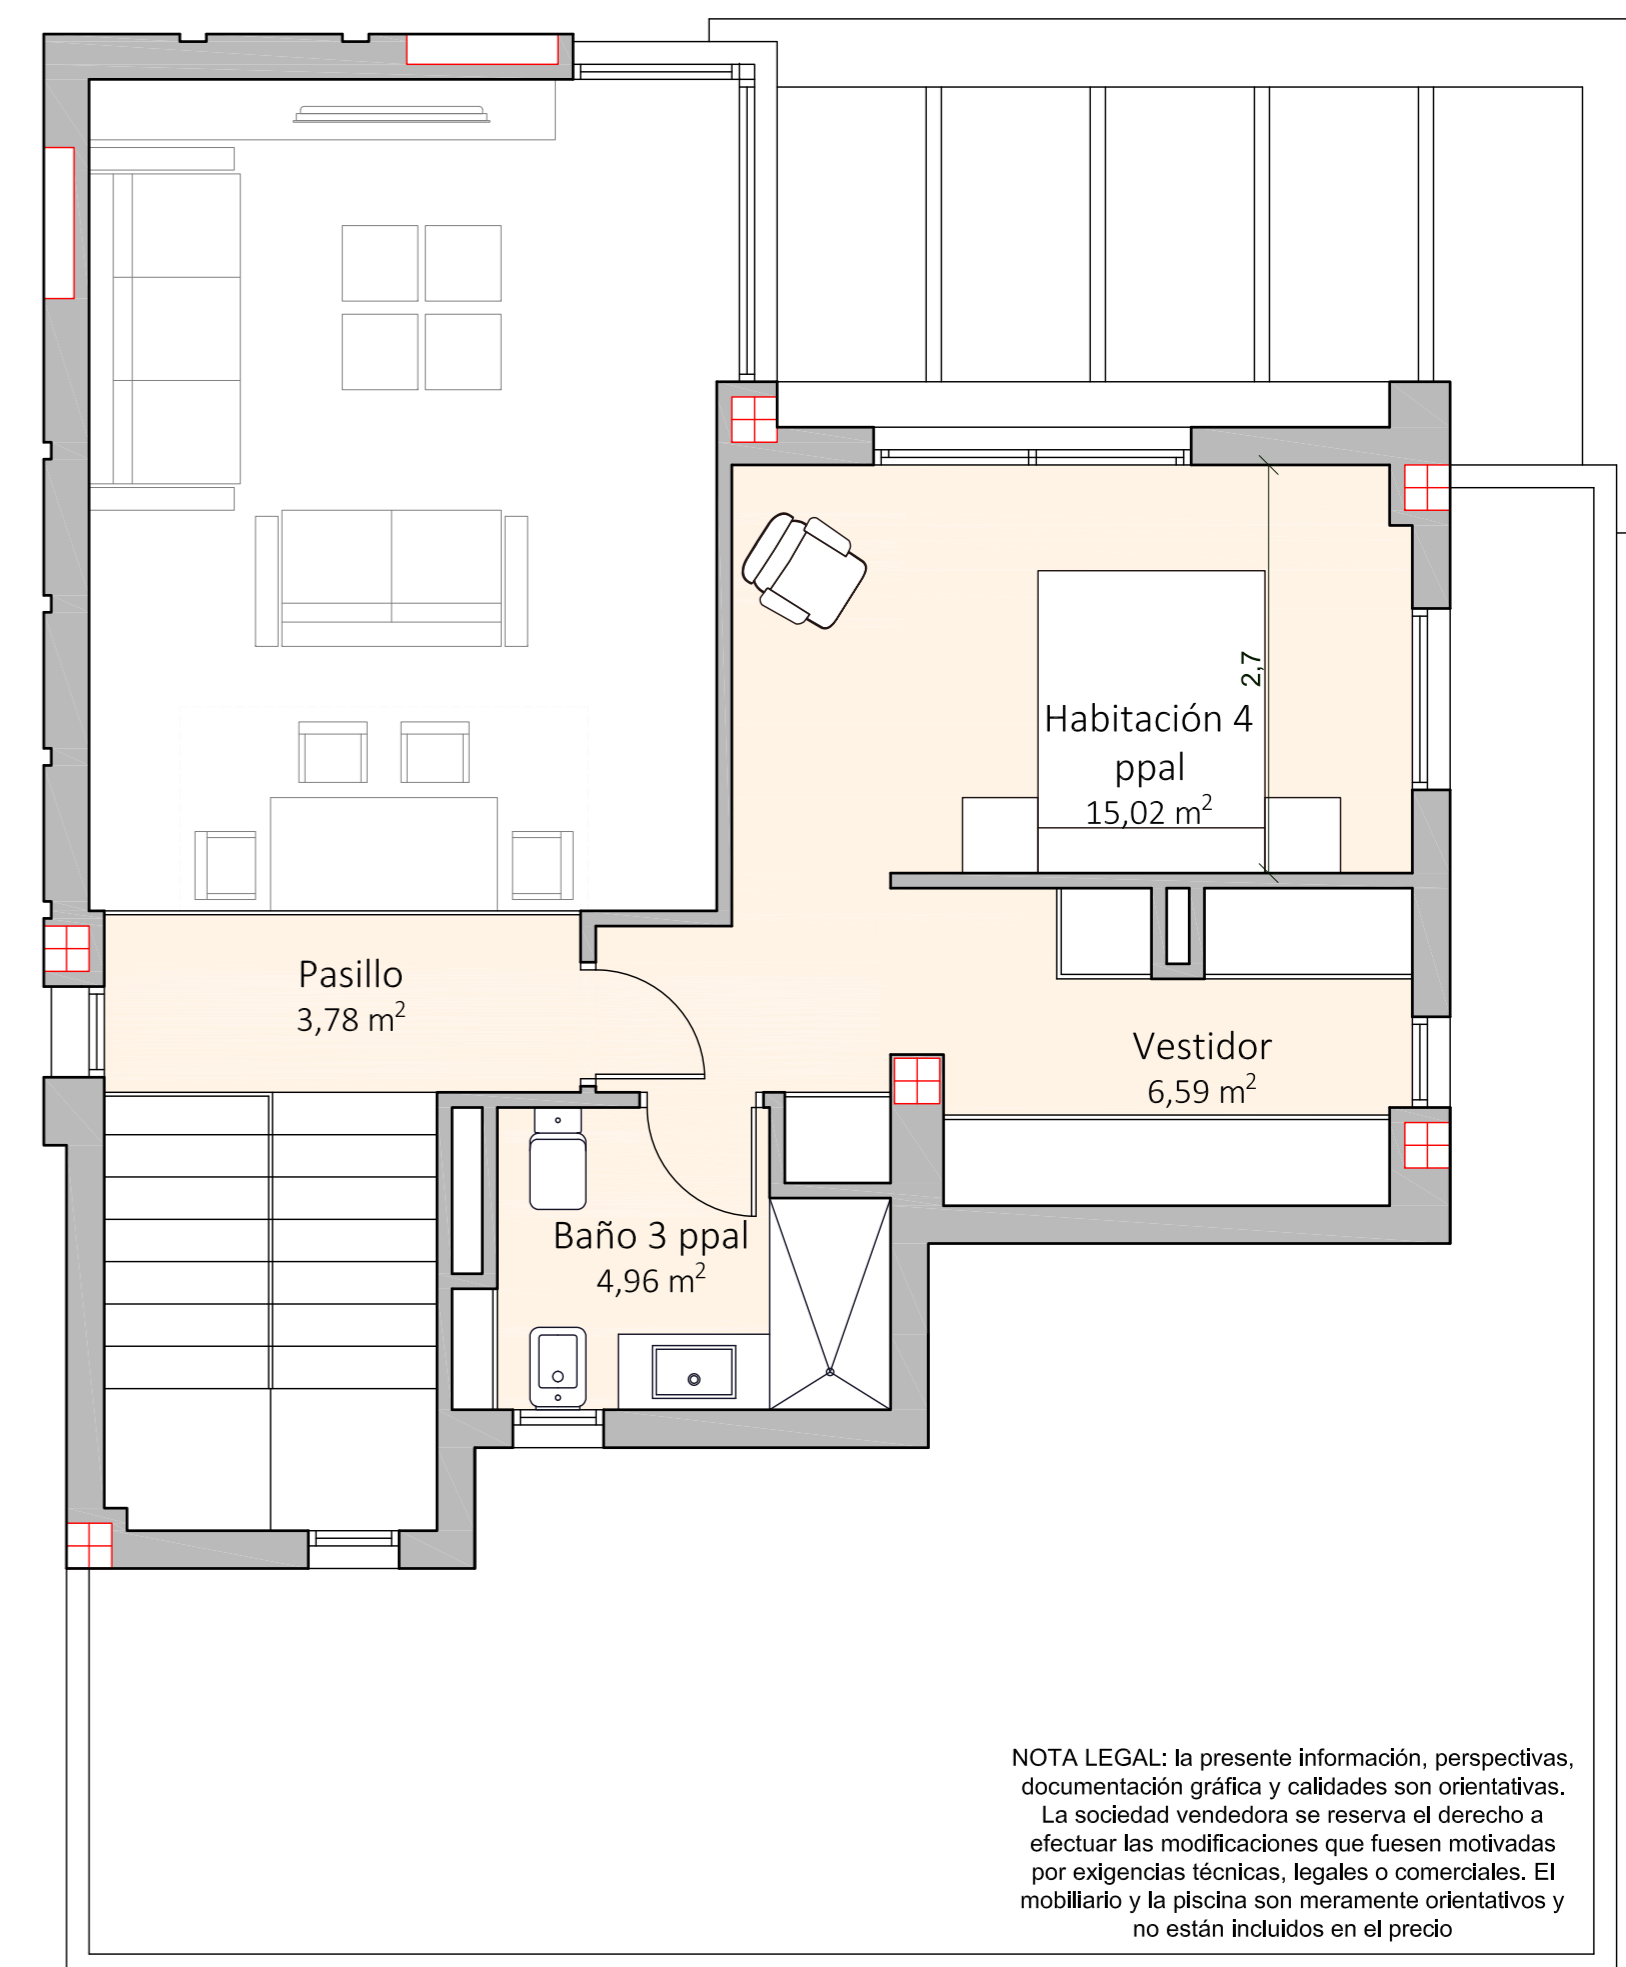 2,7
Habitación 4
ppal
15,02 m²
Pasillo
3,78 m²
Vestidor
6,59 m²
Baño 3 ppal
4,96 m²
NOTA LEGAL: la presente información, perspectivas,
documentación gráfica y calidades son orientativas.
La sociedad vendedora se reserva el derecho a
efectuar las modificaciones que fuesen motivadas
por exigencias técnicas, legales o comerciales. El
mobiliario y la piscina son meramente orientativos y
no están incluidos en el precio